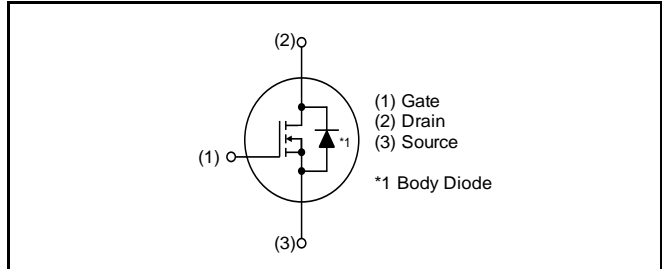 (2)
(1) Gate
(2) Drain
(3) Source
*1
(1)
*1 Body Diode
(3)